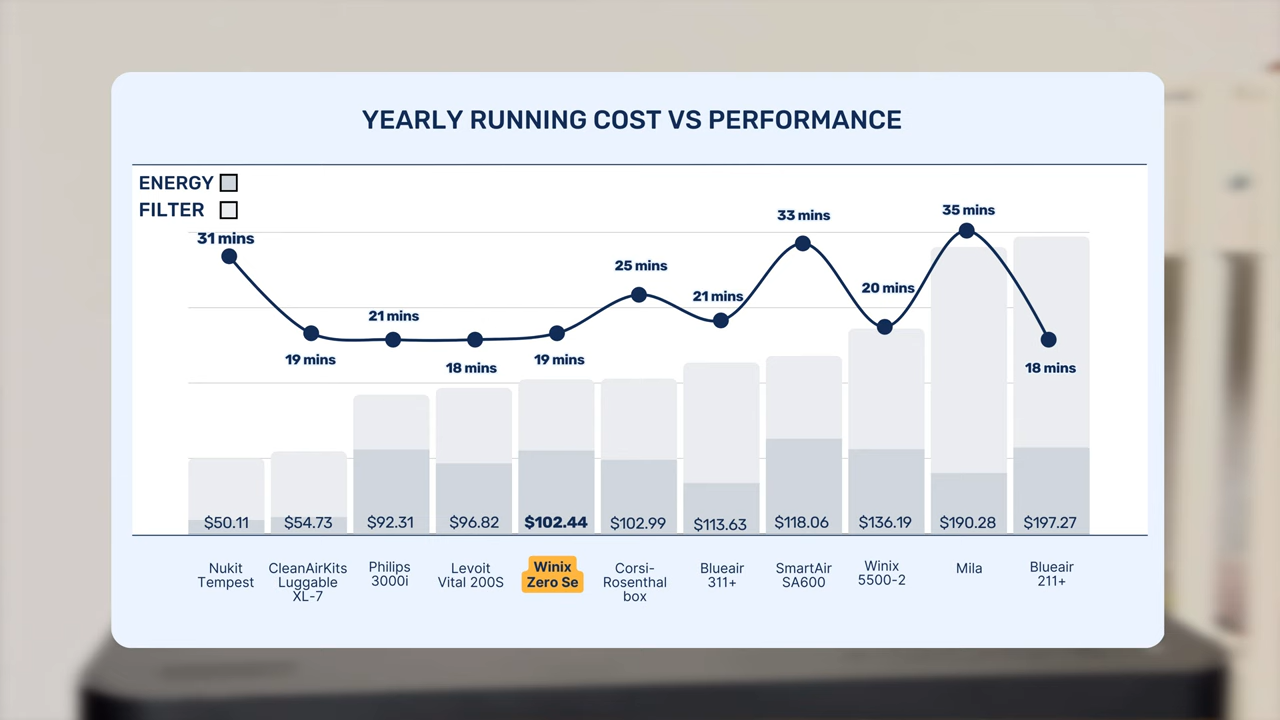 YEARLY RUNNING COST VS PERFORMANCE
ENERGY
FILTER
31 mins
19 mins
21 mins
18 mins
19 mins
25 mins
21 mins
33 mins
20 mins
35 mins
18 mins
$50.11
$54.73
$92.31
$96.82
$102.44
$102.99
$113.63
$118.06
$136.19
$190.28
$197.27
Nukit
Tempest
CleanAirKits
Luggable
XL-7
Philips
3000i
Levoit
Vital 200S
Winix
Zero Se
Corsi-
Rosenthal
box
Blueair
311+
SmartAir
SA600
Winix
5500-2
Mila
Blueair
211+